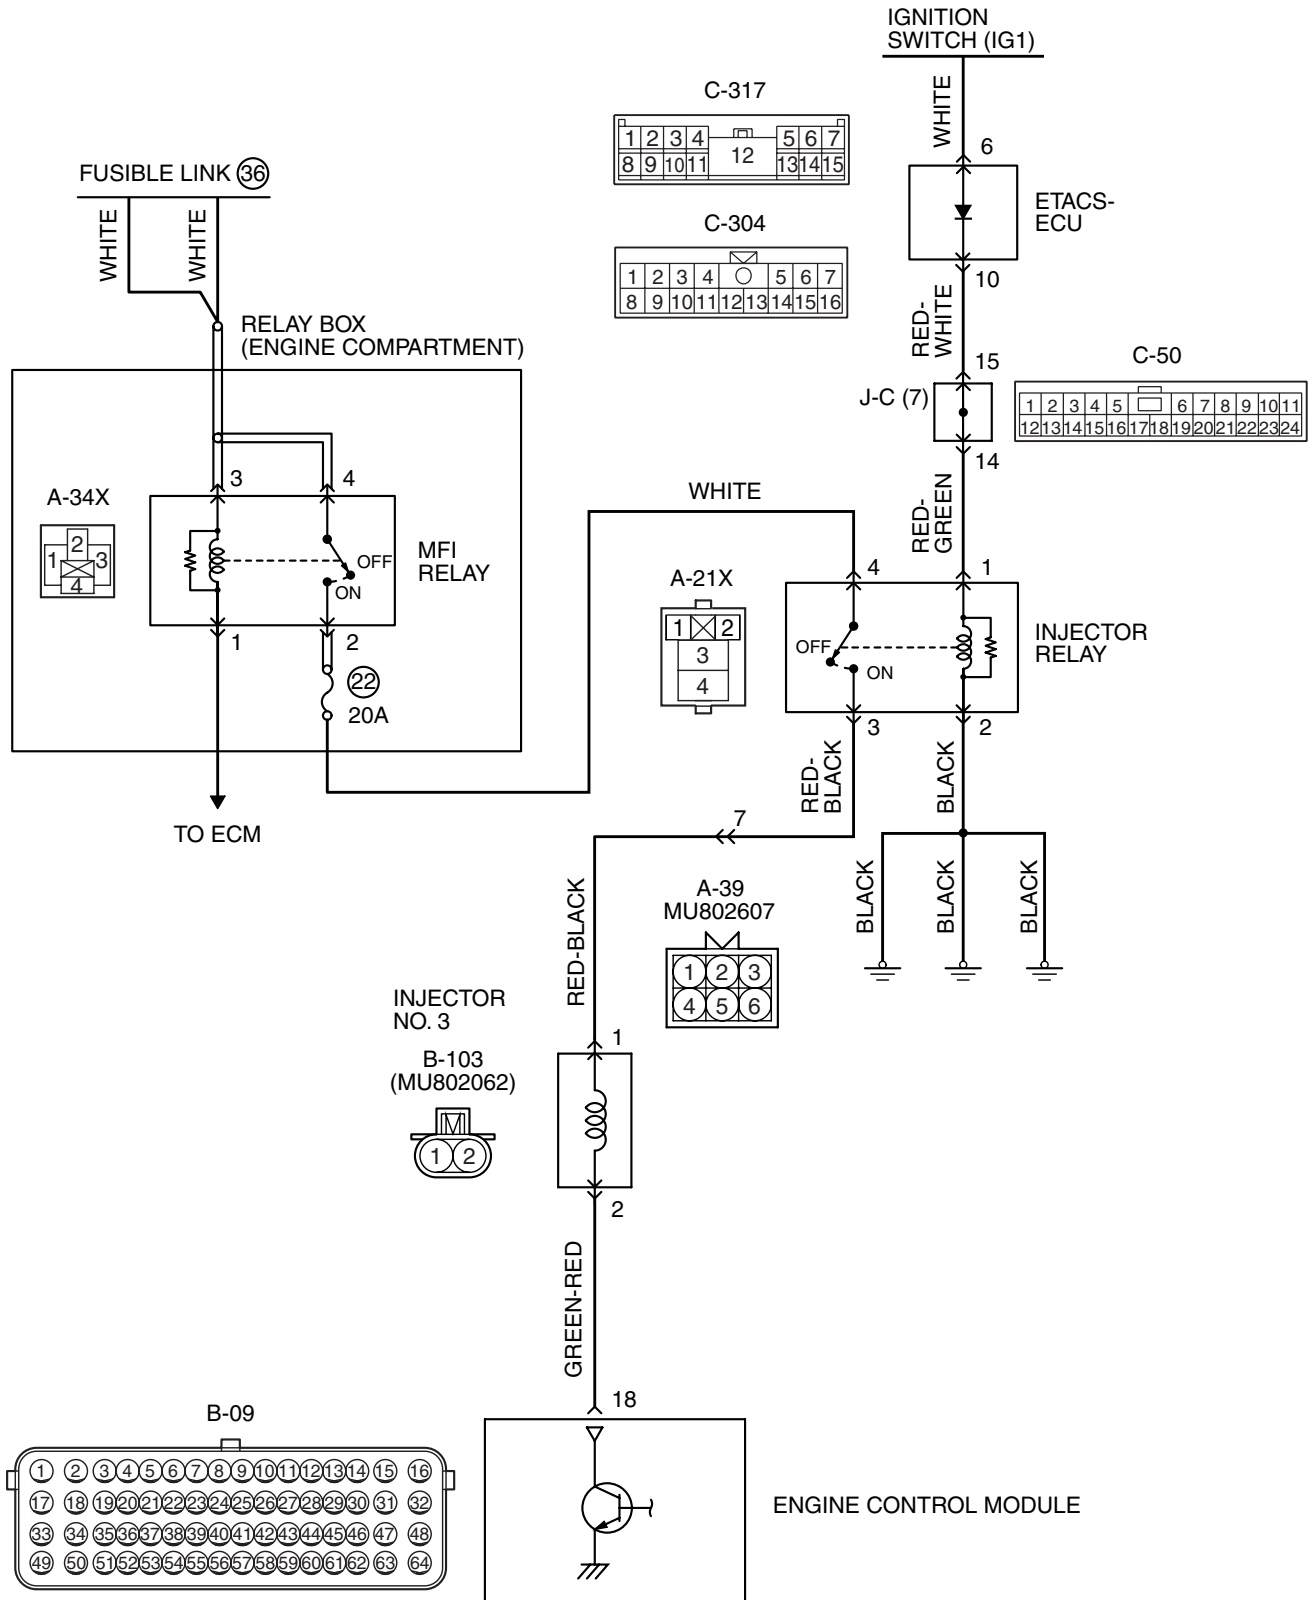 IGNITION
SWITCH (IG1)
WHITE
6
ETACS-
ECU
10
RED-
WHITE
15
J-C (7)
14
RED-
GREEN
C-317
1 2 3 4 5 6 7
12
8 9 10 11 13 14 15
C-304
1 2 3 4 5 6 7
8 9 10 11 12 13 14 15 16
C-50
1 2 3 4 5 6 7 8 9 10 11
12 13 14 15 16 17 18 19 20 21 22 23 24
FUSIBLE LINK 36
WHITE
WHITE
RELAY BOX
(ENGINE COMPARTMENT)
3
4
A-34X
2
1 3
4
OFF
ON
MFI
RELAY
1
2
22
20A
TO ECM
WHITE
A-21X
1 2
3
4
4
1
OFF
ON
INJECTOR
RELAY
3
2
RED-
BLACK
BLACK
BLACK
BLACK
BLACK
7
RED-BLACK
A-39
MU802607
1 2 3
4 5 6
INJECTOR
NO. 3
B-103
(MU802062)
1 2
1
2
GREEN-RED
18
B-09
1 2 3 4 5 6 7 8 9 10 11 12 13 14 15 16
17 18 19 20 21 22 23 24 25 26 27 28 29 30 31 32
33 34 35 36 37 38 39 40 41 42 43 44 45 46 47 48
49 50 51 52 53 54 55 56 57 58 59 60 61 62 63 64
ENGINE CONTROL MODULE